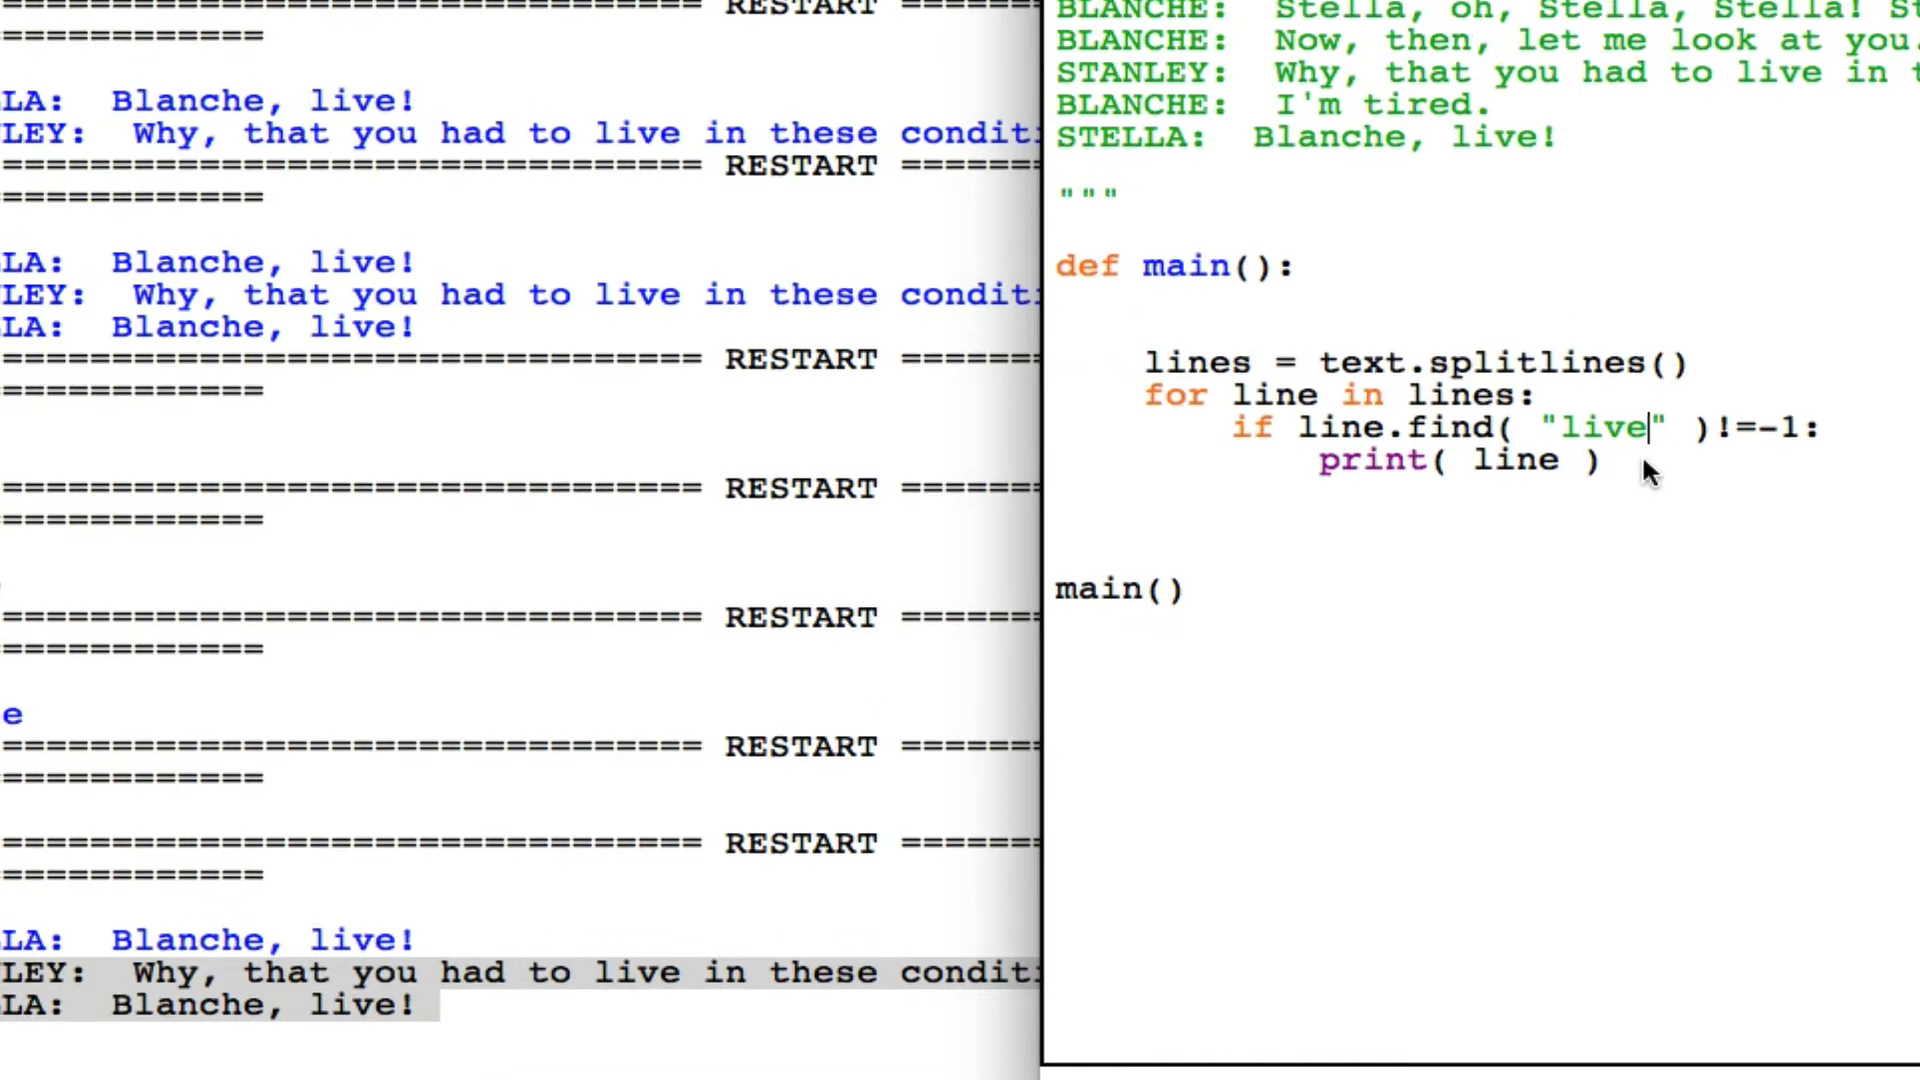 =============================== RESTART =======
============
LA:  Blanche, live!
LEY:  Why, that you had to live in these condit
=============================== RESTART =======
============
LA:  Blanche, live!
LEY:  Why, that you had to live in these condit
LA:  Blanche, live!
=============================== RESTART =======
============
=============================== RESTART =======
============
=============================== RESTART =======
============
e
=============================== RESTART =======
============
=============================== RESTART =======
============
LA:  Blanche, live!
LEY:  Why, that you had to live in these condit
LA:  Blanche, live!
BLANCHE:  Stella, oh, Stella, Stella! St
BLANCHE:  Now, then, let me look at you.
STANLEY:  Why, that you had to live in t
BLANCHE:  I'm tired.
STELLA:  Blanche, live!
"""
def main():
lines = text.splitlines()
for line in lines:
if line.find( "live" )!=-1:
print( line )
main()